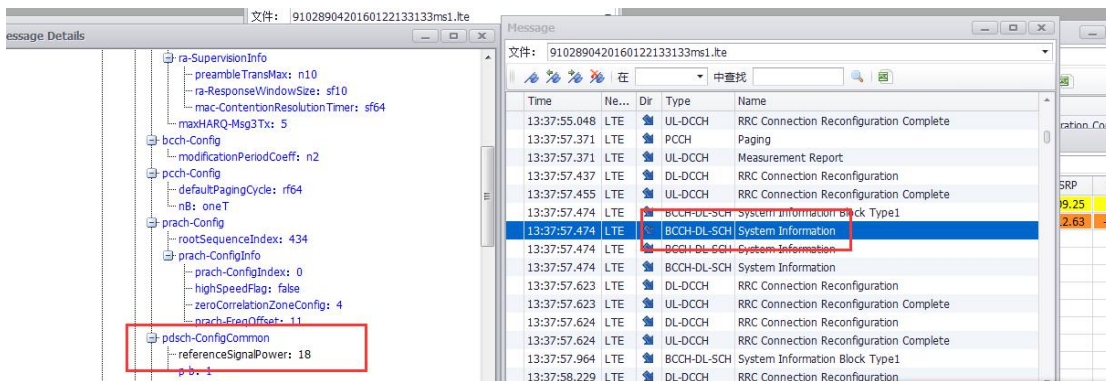 文件: 9102890420160122133133ms1.lte
essage Details
ra-SupervisionInfo
preambleTransMax: n10
ra-ResponseWindowSize: sf10
mac-ContentionResolutionTimer: sf64
maxHARQ-Msg3Tx: 5
bcch-Config
modificationPeriodCoeff: n2
pcch-Config
defaultPagingCycle: rf64
nB: oneT
prach-Config
rootSequenceIndex: 434
prach-ConfigInfo
prach-ConfigIndex: 0
highSpeedFlag: false
zeroCorrelationZoneConfig: 4
prach-FreqOffset: 11
pdsch-ConfigCommon
referenceSignalPower: 18
p-b: 1
Message
文件: 9102890420160122133133ms1.lte
在 中查找
Time Ne... Dir Type Name
13:37:55.048 LTE UL-DCCH RRC Connection Reconfiguration Complete
13:37:57.371 LTE PCCH Paging
13:37:57.371 LTE UL-DCCH Measurement Report
13:37:57.437 LTE DL-DCCH RRC Connection Reconfiguration
13:37:57.455 LTE UL-DCCH RRC Connection Reconfiguration Complete
13:37:57.474 LTE BCCH-DL-SCH System Information Block Type1
13:37:57.474 LTE BCCH-DL-SCH System Information
13:37:57.474 LTE BCCH-DL-SCH System Information
13:37:57.474 LTE BCCH-DL-SCH System Information
13:37:57.623 LTE DL-DCCH RRC Connection Reconfiguration
13:37:57.623 LTE UL-DCCH RRC Connection Reconfiguration Complete
13:37:57.624 LTE DL-DCCH RRC Connection Reconfiguration
13:37:57.624 LTE UL-DCCH RRC Connection Reconfiguration Complete
13:37:57.964 LTE BCCH-DL-SCH System Information Block Type1
13:37:58.229 LTE DL-DCCH RRC Connection Reconfiguration
ration Co
SRP
09.25
2.63